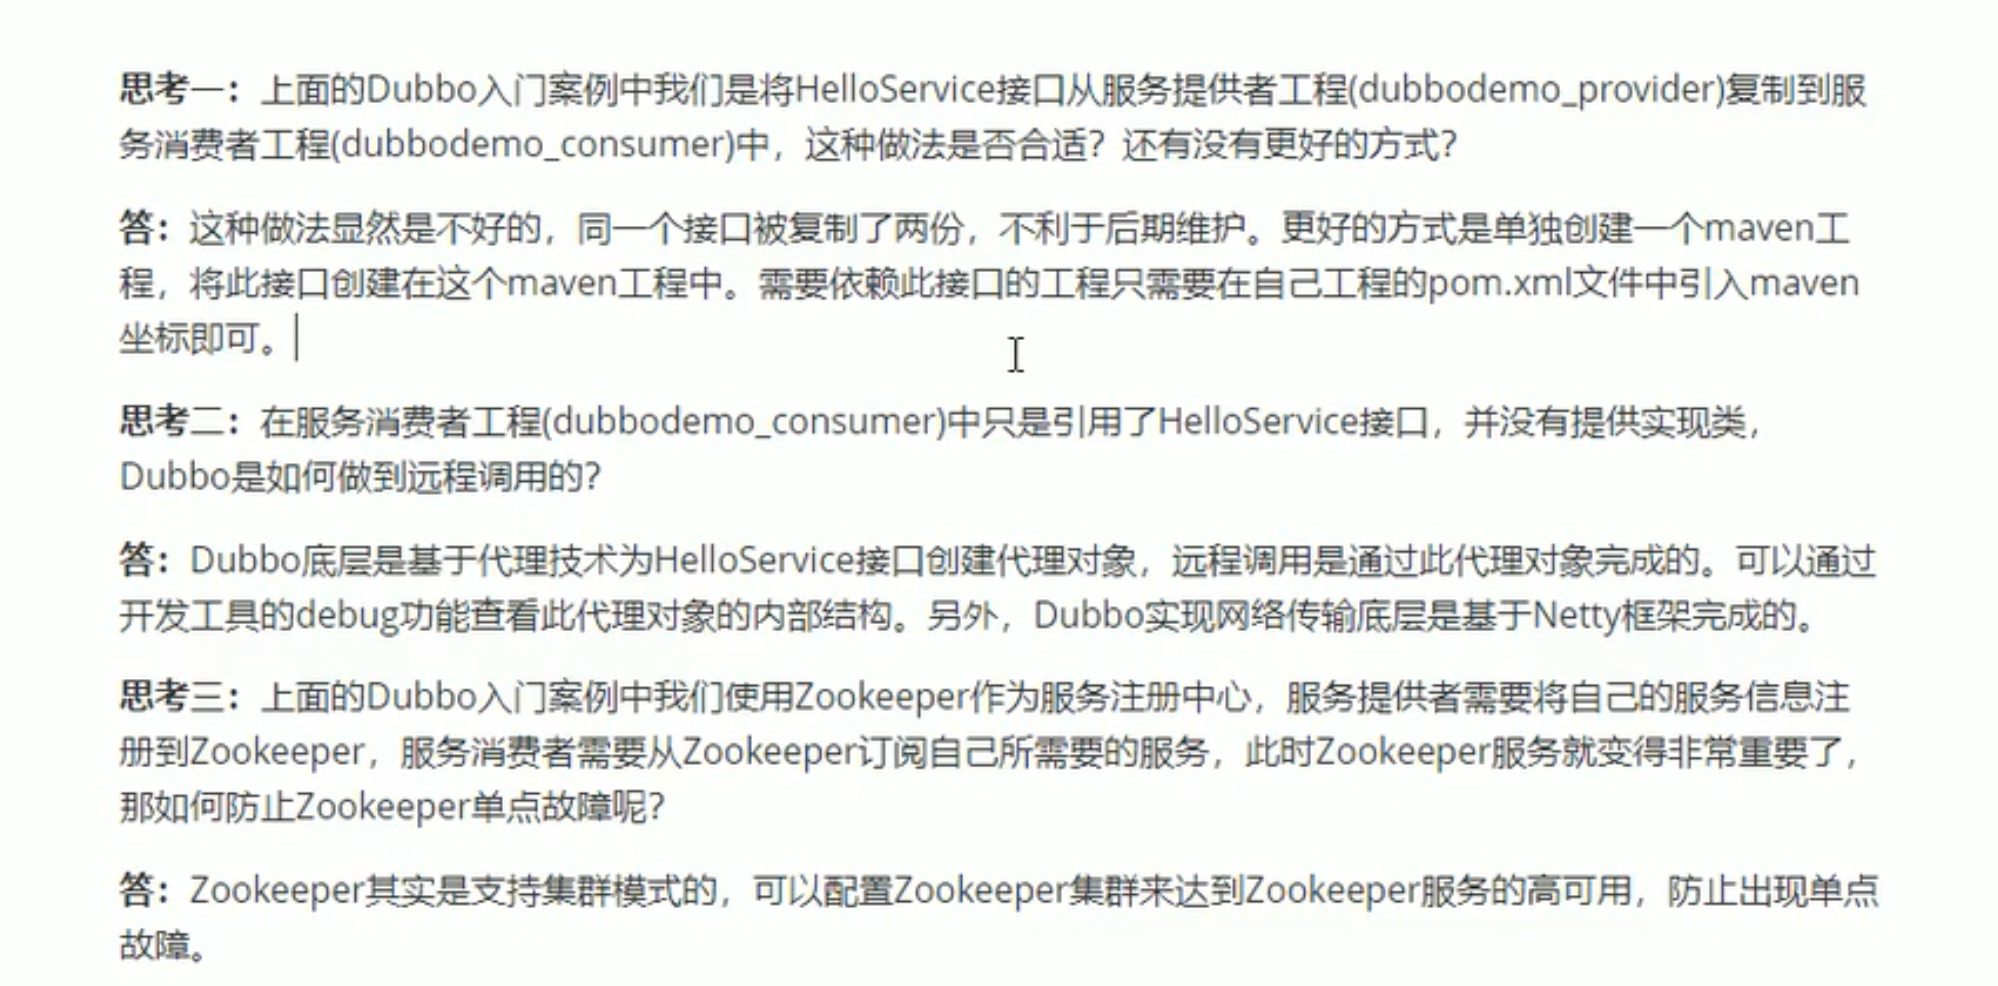 思考一：上面的Dubbo入门案例中我们是将HelloService接口从服务提供者工程(dubbodemo_provider)复制到服
务消费者工程(dubbodemo_consumer)中，这种做法是否合适？还有没有更好的方式？
答：这种做法显然是不好的，同一个接口被复制了两份，不利于后期维护。更好的方式是单独创建一个maven工
程，将此接口创建在这个maven工程中。需要依赖此接口的工程只需要在自己工程的pom.xml文件中引入maven
坐标即可。
思考二：在服务消费者工程(dubbodemo_consumer)中只是引用了HelloService接口，并没有提供实现类，
Dubbo是如何做到远程调用的？
答：Dubbo底层是基于代理技术为HelloService接口创建代理对象，远程调用是通过此代理对象完成的。可以通过
开发工具的debug功能查看此代理对象的内部结构。另外，Dubbo实现网络传输底层是基于Netty框架完成的。
思考三：上面的Dubbo入门案例中我们使用Zookeeper作为服务注册中心，服务提供者需要将自己的服务信息注
册到Zookeeper，服务消费者需要从Zookeeper订阅自己所需要的服务，此时Zookeeper服务就变得非常重要了，
那如何防止Zookeeper单点故障呢？
答：Zookeeper其实是支持集群模式的，可以配置Zookeeper集群来达到Zookeeper服务的高可用，防止出现单点
故障。